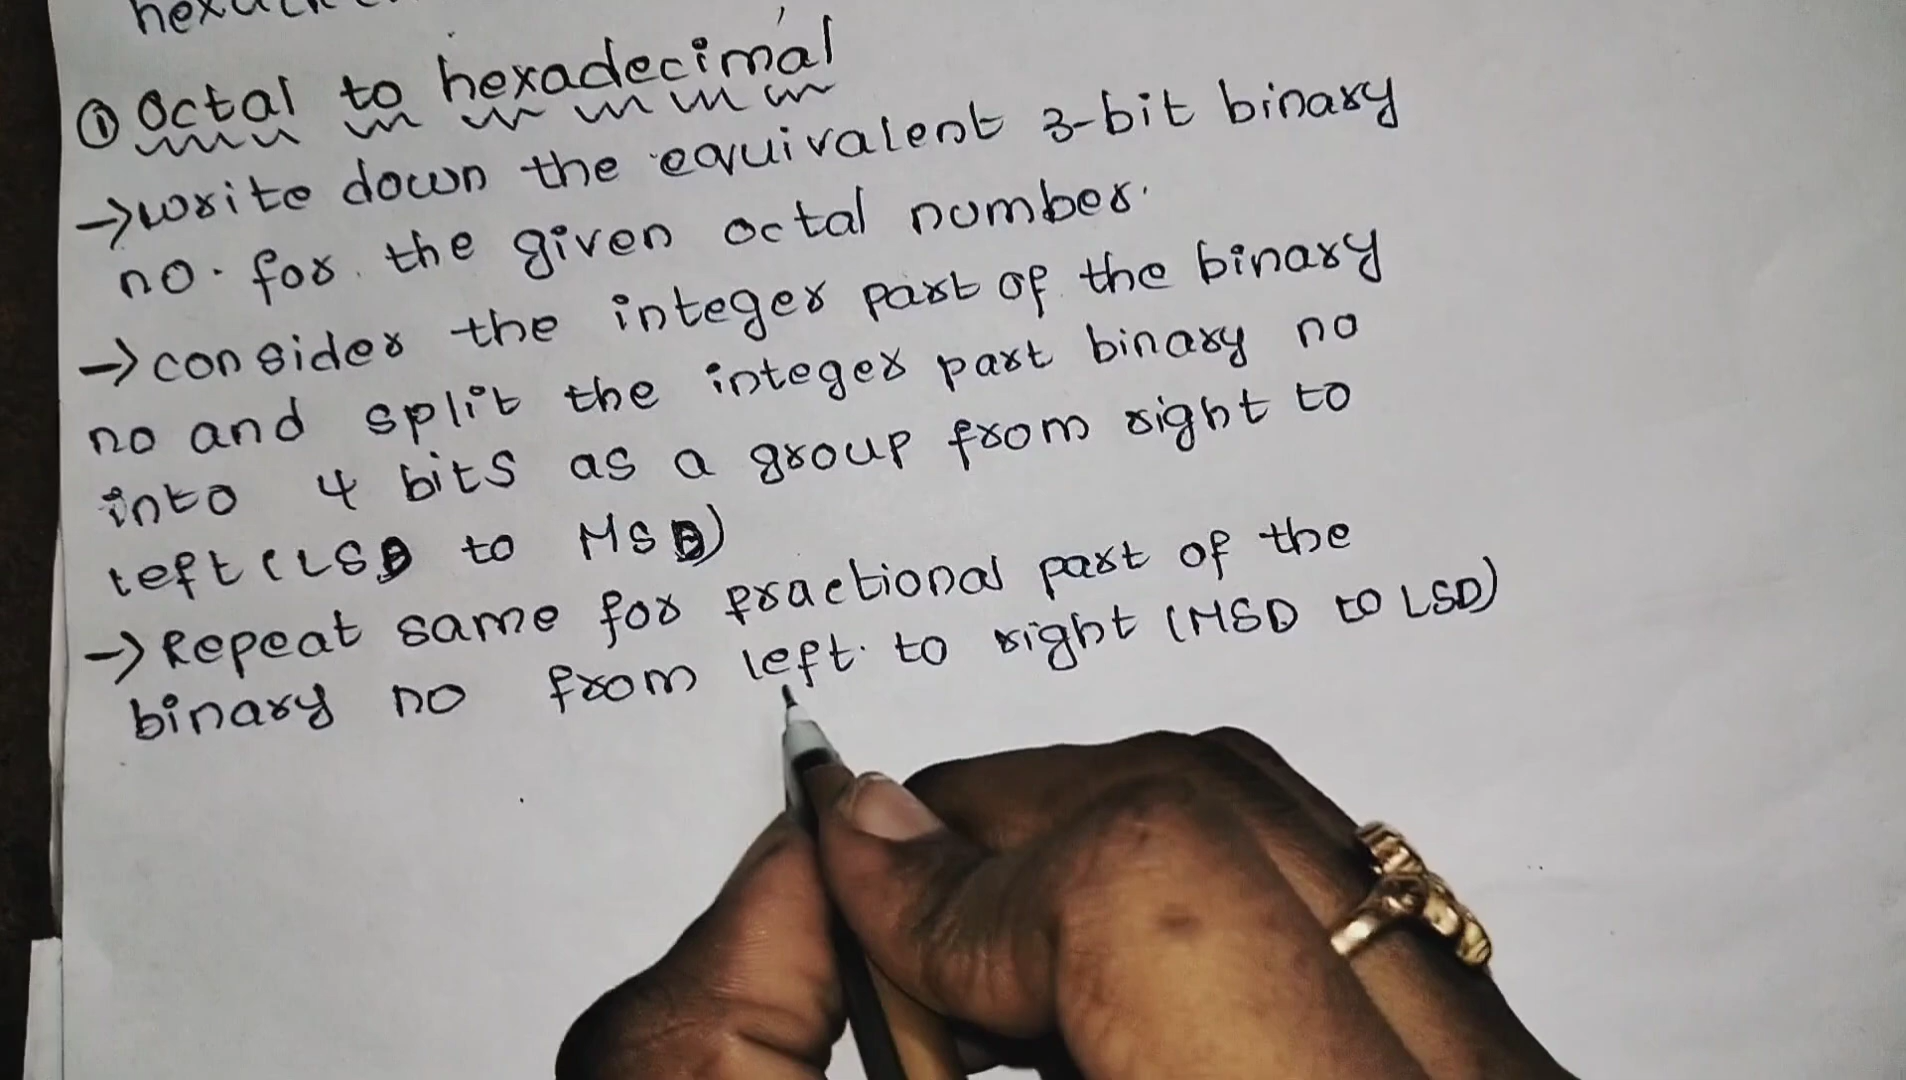 ① Octal to hexadecimal
→ Write down the equivalent 3-bit binary
no. for the given octal number.
→ consider the integer part of the binary
no and split the integer part binary no
into 4 bits as a group from right to
left (LSD to MSD)
→ Repeat same for fractional part of the
binary no from left to right (MSD to LSD)